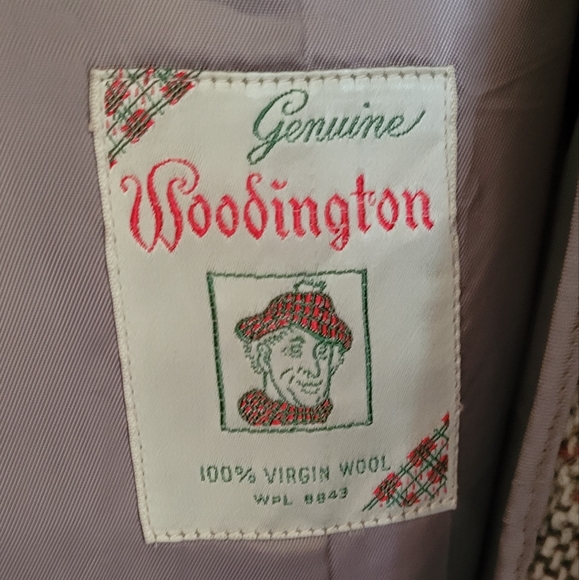 Genuine
Woodington
100% VIRGIN WOOL
WPL 8843